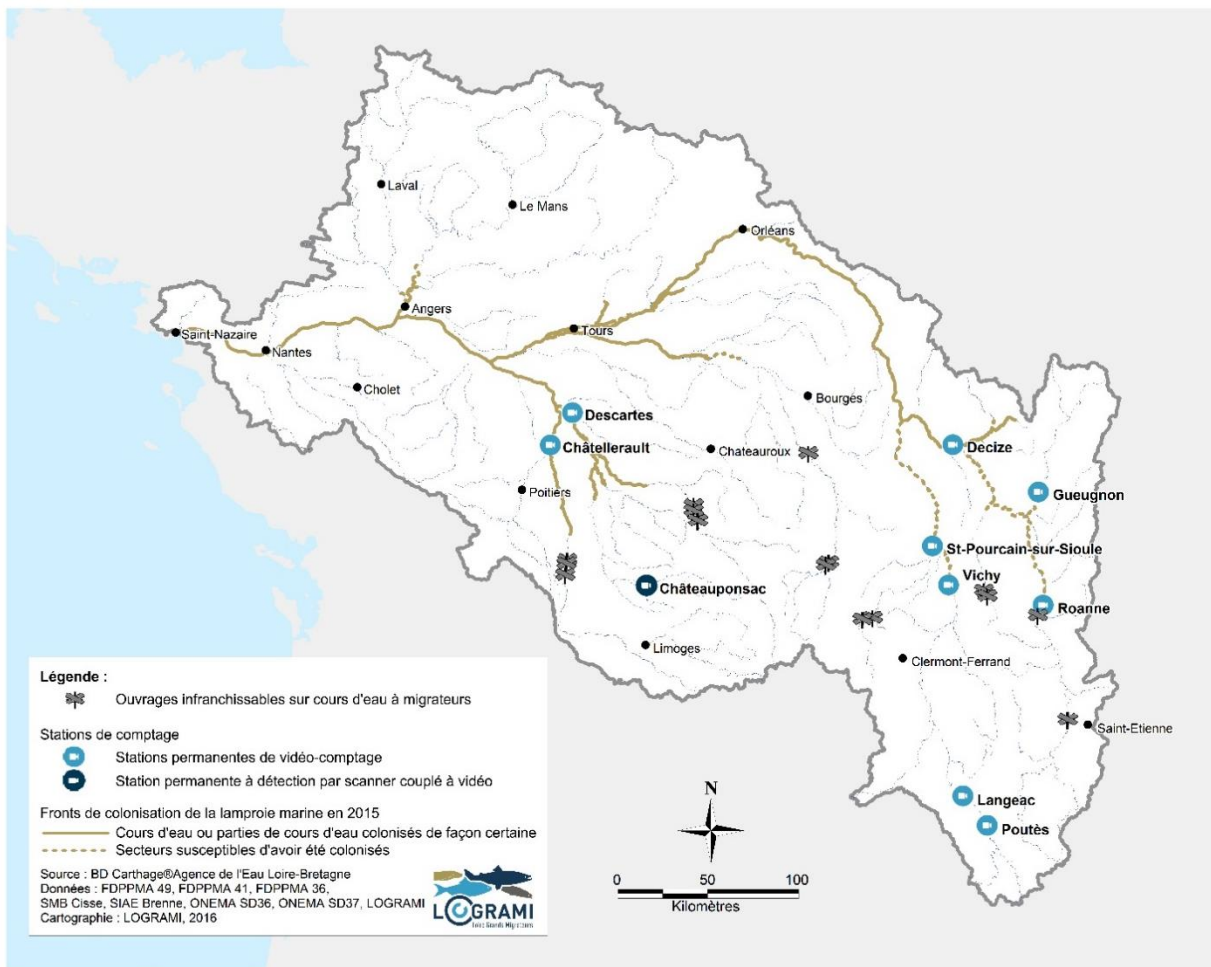 Laval
Le Mans
Orléans
Angers
Saint-Nazaire
Tours
Nantes
Cholet
Bourges
Descartes
Châtellerault
Chateauroux
Decize
Poitiers
Gueugnon
St-Pourcain-sur-Sioule
Vichy
Châteauponsac
Roanne
Limoges
Clermont-Ferrand
Saint-Etienne
Langeac
Poutès
Légende :
Ouvrages infranchissables sur cours d'eau à migrateurs
Stations de comptage
Stations permanentes de vidéo-comptage
Station permanente à détection par scanner couplé à vidéo
Fronts de colonisation de la lamproie marine en 2015
Cours d'eau ou parties de cours d'eau colonisés de façon certaine
Secteurs susceptibles d'avoir été colonisés
Source : BD Carthage®Agence de l'Eau Loire-Bretagne
Données : FDPPMA 49, FDPPMA 41, FDPPMA 36,
SMB Cisse, SIAE Brenne, ONEMA SD36, ONEMA SD37, LOGRAMI
Cartographie : LOGRAMI, 2016
LOGRAMI
Loire Grands Migrateurs
N
0 50 100
Kilomètres